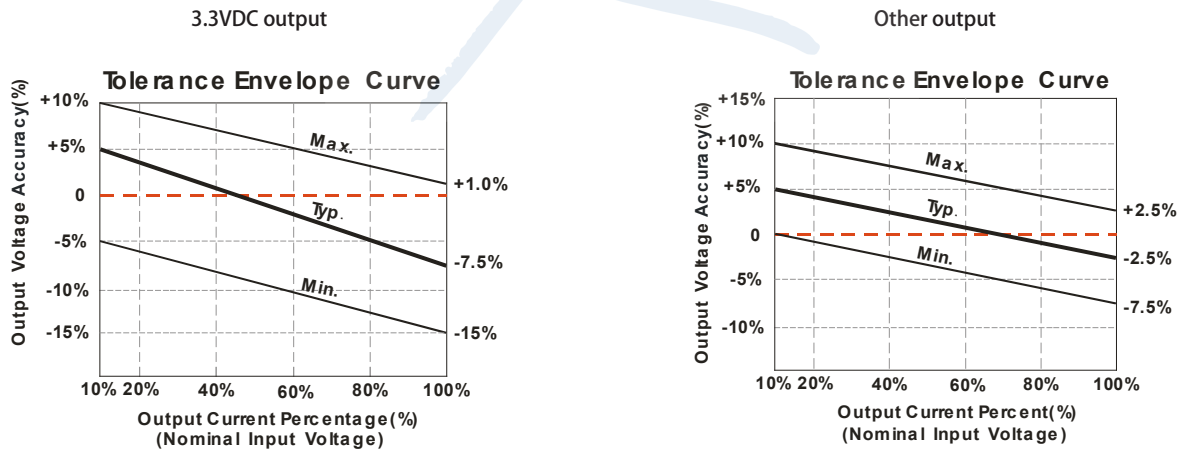 3.3VDC output
Tolerance Envelope Curve
Output Voltage Accuracy(%)
+10%
+5%
0
-5%
-10%
-15%
Max.
Typ.
Min.
+1.0%
-7.5%
-15%
10% 20% 40% 60% 80% 100%
Output Current Percentage(%)
(Nominal Input Voltage)
Other output
Tolerance Envelope Curve
Output Voltage Accuracy(%)
+15%
+10%
+5%
0
-5%
-10%
Max.
Typ.
Min.
+2.5%
-2.5%
-7.5%
10% 20% 40% 60% 80% 100%
Output Current Percent(%)
(Nominal Input Voltage)